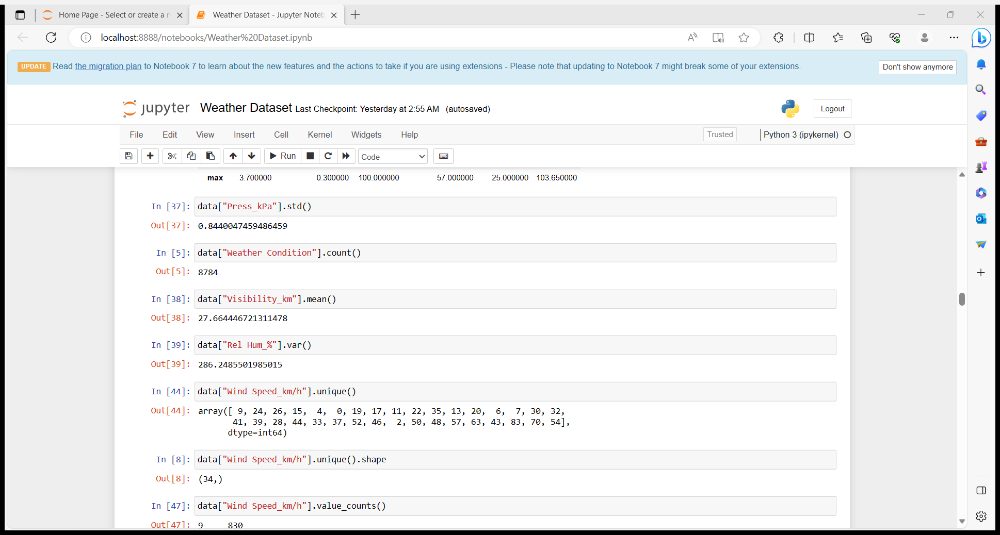 Home Page - Select or create a n
Weather Dataset - Jupyter Noteb
localhost:8888/notebooks/Weather%20Dataset.ipynb
UPDATE Read the migration plan to Notebook 7 to learn about the new features and the actions to take if you are using extensions - Please note that updating to Notebook 7 might break some of your extensions.
Don't show anymore
jupyter Weather Dataset Last Checkpoint: Yesterday at 2:55 AM (autosaved)
Logout
File Edit View Insert Cell Kernel Widgets Help
Trusted
Python 3 (ipykernel)
Run
Code
max 3.700000 0.300000 100.000000 57.000000 25.000000 103.650000
In [37]: data["Press_kPa"].std()
Out[37]: 0.8440047459486459
In [5]: data["Weather Condition"].count()
Out[5]: 8784
In [38]: data["Visibility_km"].mean()
Out[38]: 27.664446721311478
In [39]: data["Rel Hum_%"].var()
Out[39]: 286.2485501985015
In [44]: data["Wind Speed_km/h"].unique()
Out[44]: array([ 9, 24, 26, 15, 4, 0, 19, 17, 11, 22, 35, 13, 20, 6, 7, 30, 32,
41, 39, 28, 44, 33, 37, 52, 46, 2, 50, 48, 57, 63, 43, 83, 70, 54],
dtype=int64)
In [8]: data["Wind Speed_km/h"].unique().shape
Out[8]: (34,)
In [47]: data["Wind Speed_km/h"].value_counts()
Out[47]: 9 830